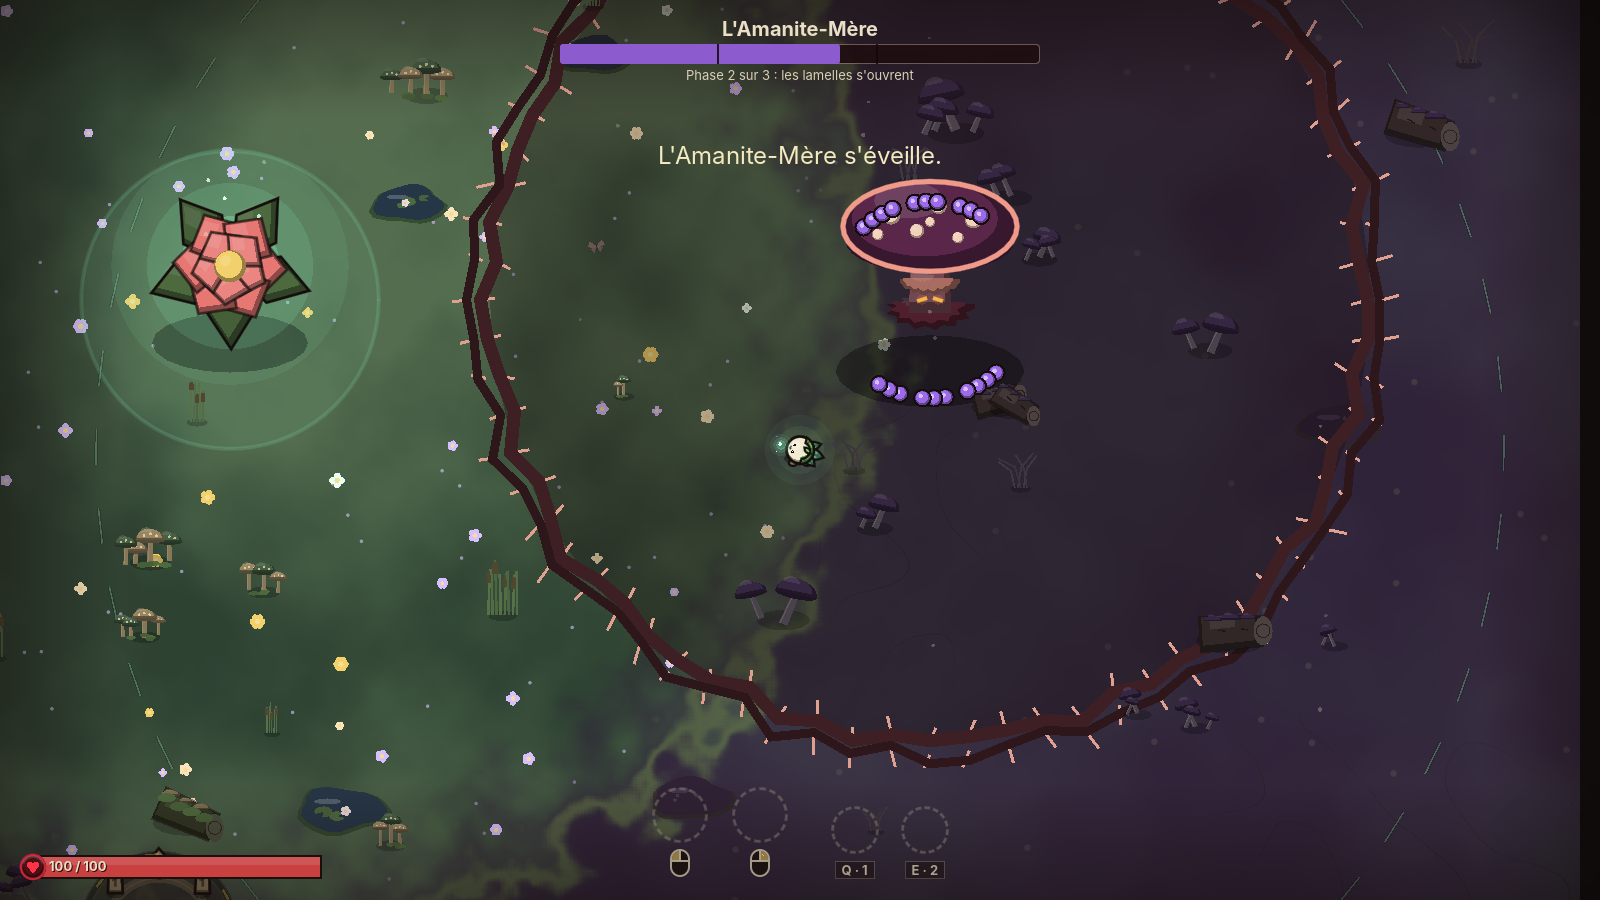 L'Amanite-Mère
Phase 2 sur 3 : les lamelles s'ouvrent
L'Amanite-Mère s'éveille.
100 / 100
Q · 1
E · 2